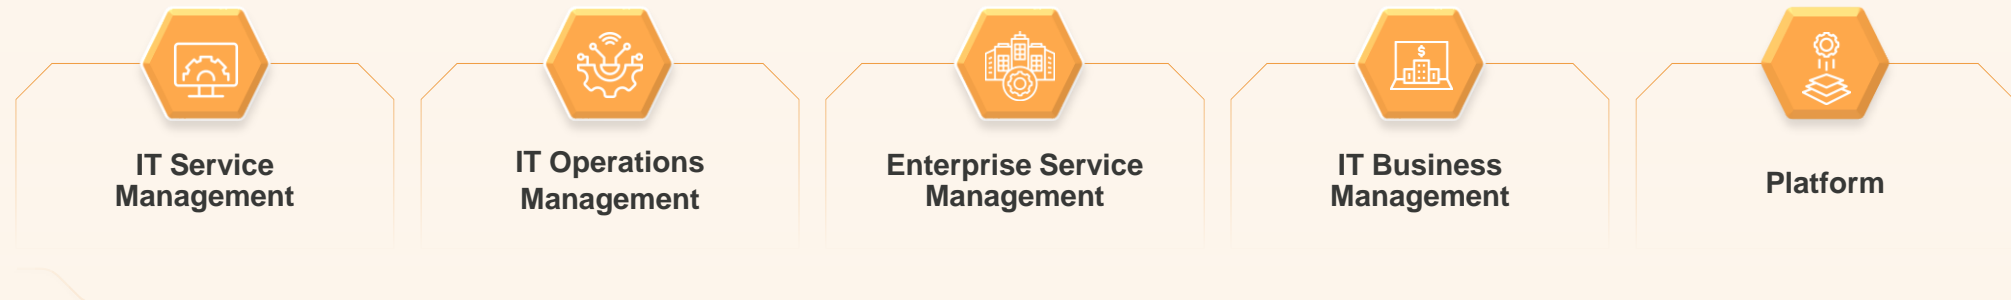 IT Service
Management
IT Operations
Management
Enterprise Service
Management
$
IT Business
Management
Platform